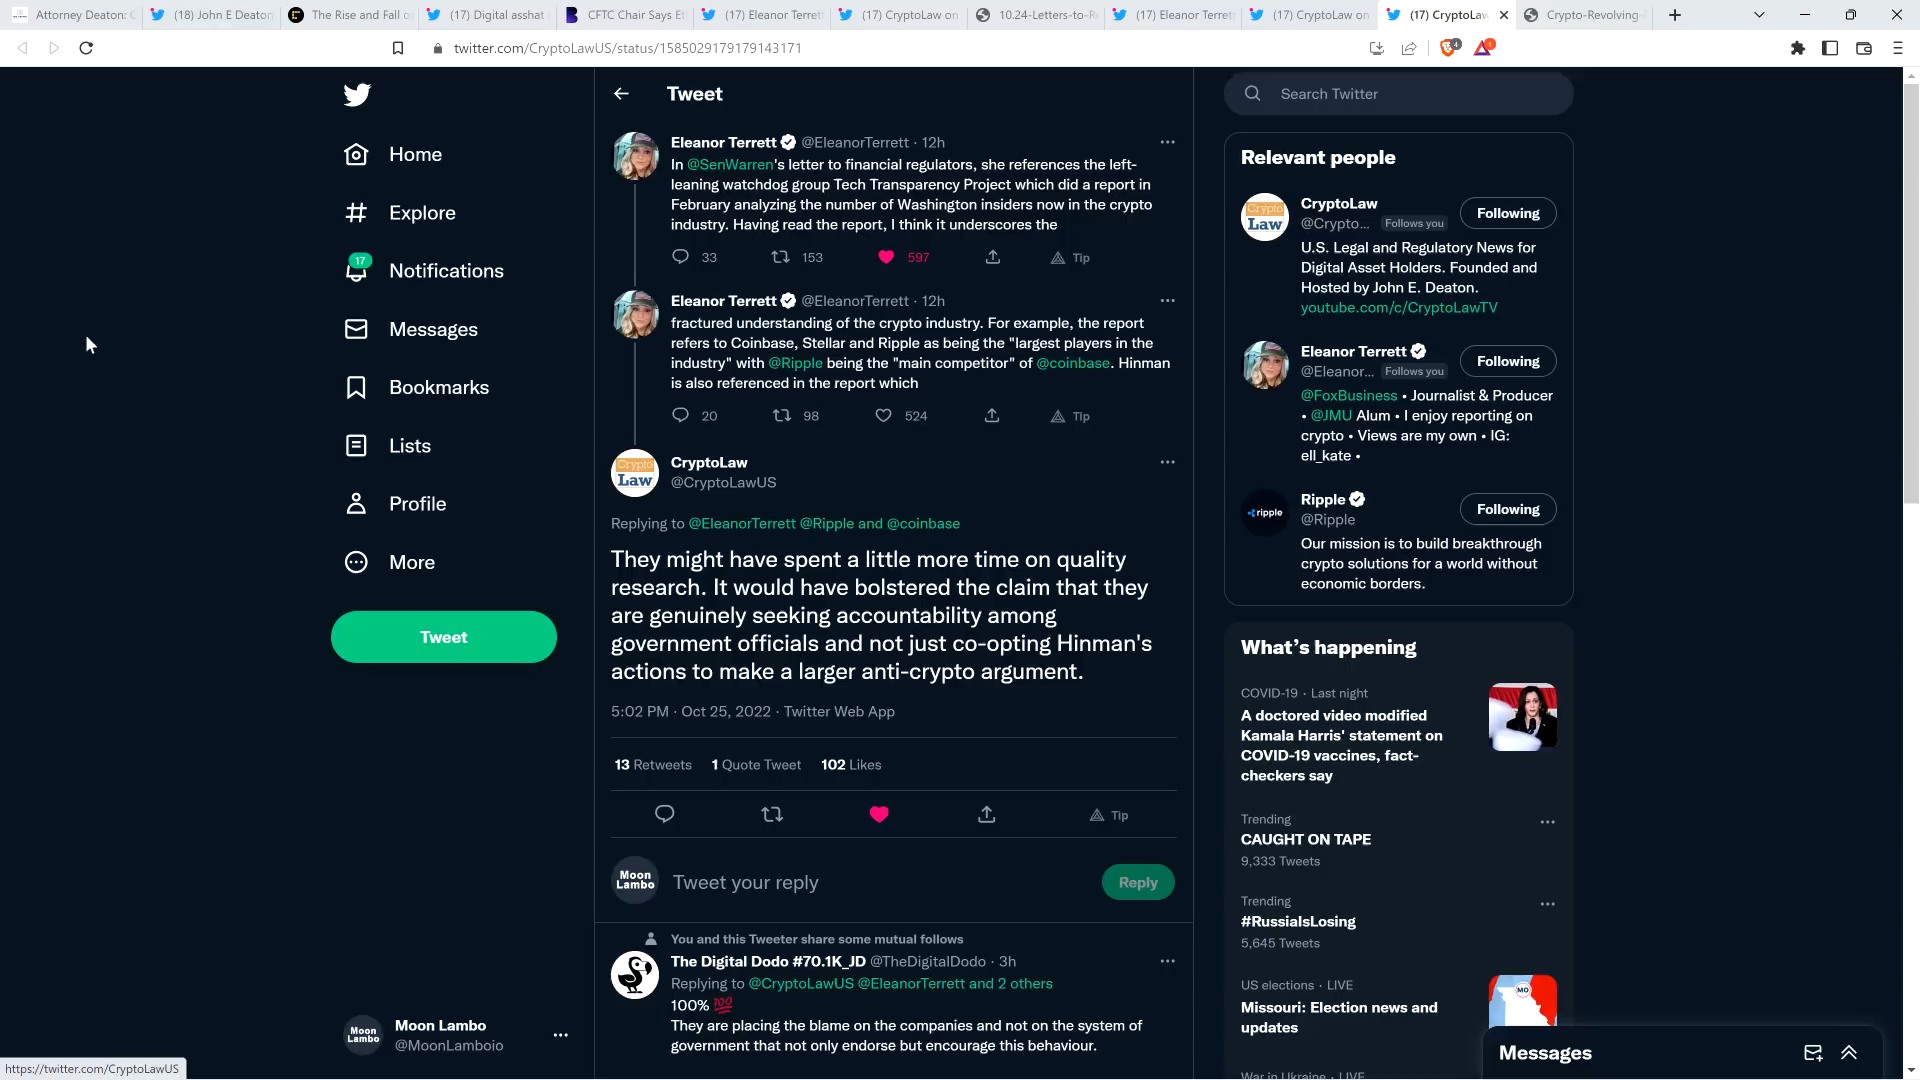 Attorney Deaton: C
(18) John E Deaton
The Rise and Fall o
(17) Digital asshat
CFTC Chair Says Et
(17) Eleanor Terrett
(17) CryptoLaw on
10.24-Letters-to-R
(17) Eleanor Terrett
(17) CryptoLaw on
(17) CryptoLaw
Crypto-Revolving-
twitter.com/CryptoLawUS/status/1585029179179143171
4
1
Home
Explore
17
Notifications
Messages
Bookmarks
Lists
Profile
More
Tweet
Moon Lambo
Moon Lambo
@MoonLamboio
https://twitter.com/CryptoLawUS
Tweet
Eleanor Terrett @EleanorTerrett · 12h
In @SenWarren's letter to financial regulators, she references the left-
leaning watchdog group Tech Transparency Project which did a report in
February analyzing the number of Washington insiders now in the crypto
industry. Having read the report, I think it underscores the
33 153 597 Tip
Eleanor Terrett @EleanorTerrett · 12h
fractured understanding of the crypto industry. For example, the report
refers to Coinbase, Stellar and Ripple as being the "largest players in the
industry" with @Ripple being the "main competitor" of @coinbase. Hinman
is also referenced in the report which
20 98 524 Tip
Crypto
Law
CryptoLaw
@CryptoLawUS
Replying to @EleanorTerrett @Ripple and @coinbase
They might have spent a little more time on quality
research. It would have bolstered the claim that they
are genuinely seeking accountability among
government officials and not just co-opting Hinman's
actions to make a larger anti-crypto argument.
5:02 PM · Oct 25, 2022 · Twitter Web App
13 Retweets 1 Quote Tweet 102 Likes
Tip
Moon
Lambo
Tweet your reply
Reply
You and this Tweeter share some mutual follows
The Digital Dodo #70.1K_JD @TheDigitalDodo · 3h
Replying to @CryptoLawUS @EleanorTerrett and 2 others
100% 💯
They are placing the blame on the companies and not on the system of
government that not only endorse but encourage this behaviour.
Search Twitter
Relevant people
Crypto
Law
CryptoLaw
@Crypto... Follows you
Following
U.S. Legal and Regulatory News for
Digital Asset Holders. Founded and
Hosted by John E. Deaton.
youtube.com/c/CryptoLawTV
Eleanor Terrett
@Eleanor... Follows you
Following
@FoxBusiness • Journalist & Producer
• @JMU Alum • I enjoy reporting on
crypto • Views are my own • IG:
ell_kate •
ripple
Ripple
@Ripple
Following
Our mission is to build breakthrough
crypto solutions for a world without
economic borders.
What's happening
COVID-19 · Last night
A doctored video modified
Kamala Harris' statement on
COVID-19 vaccines, fact-
checkers say
Trending
CAUGHT ON TAPE
9,333 Tweets
Trending
#RussiaIsLosing
5,645 Tweets
US elections · LIVE
Missouri: Election news and
updates
MO
War in Ukraine · LIVE
Messages